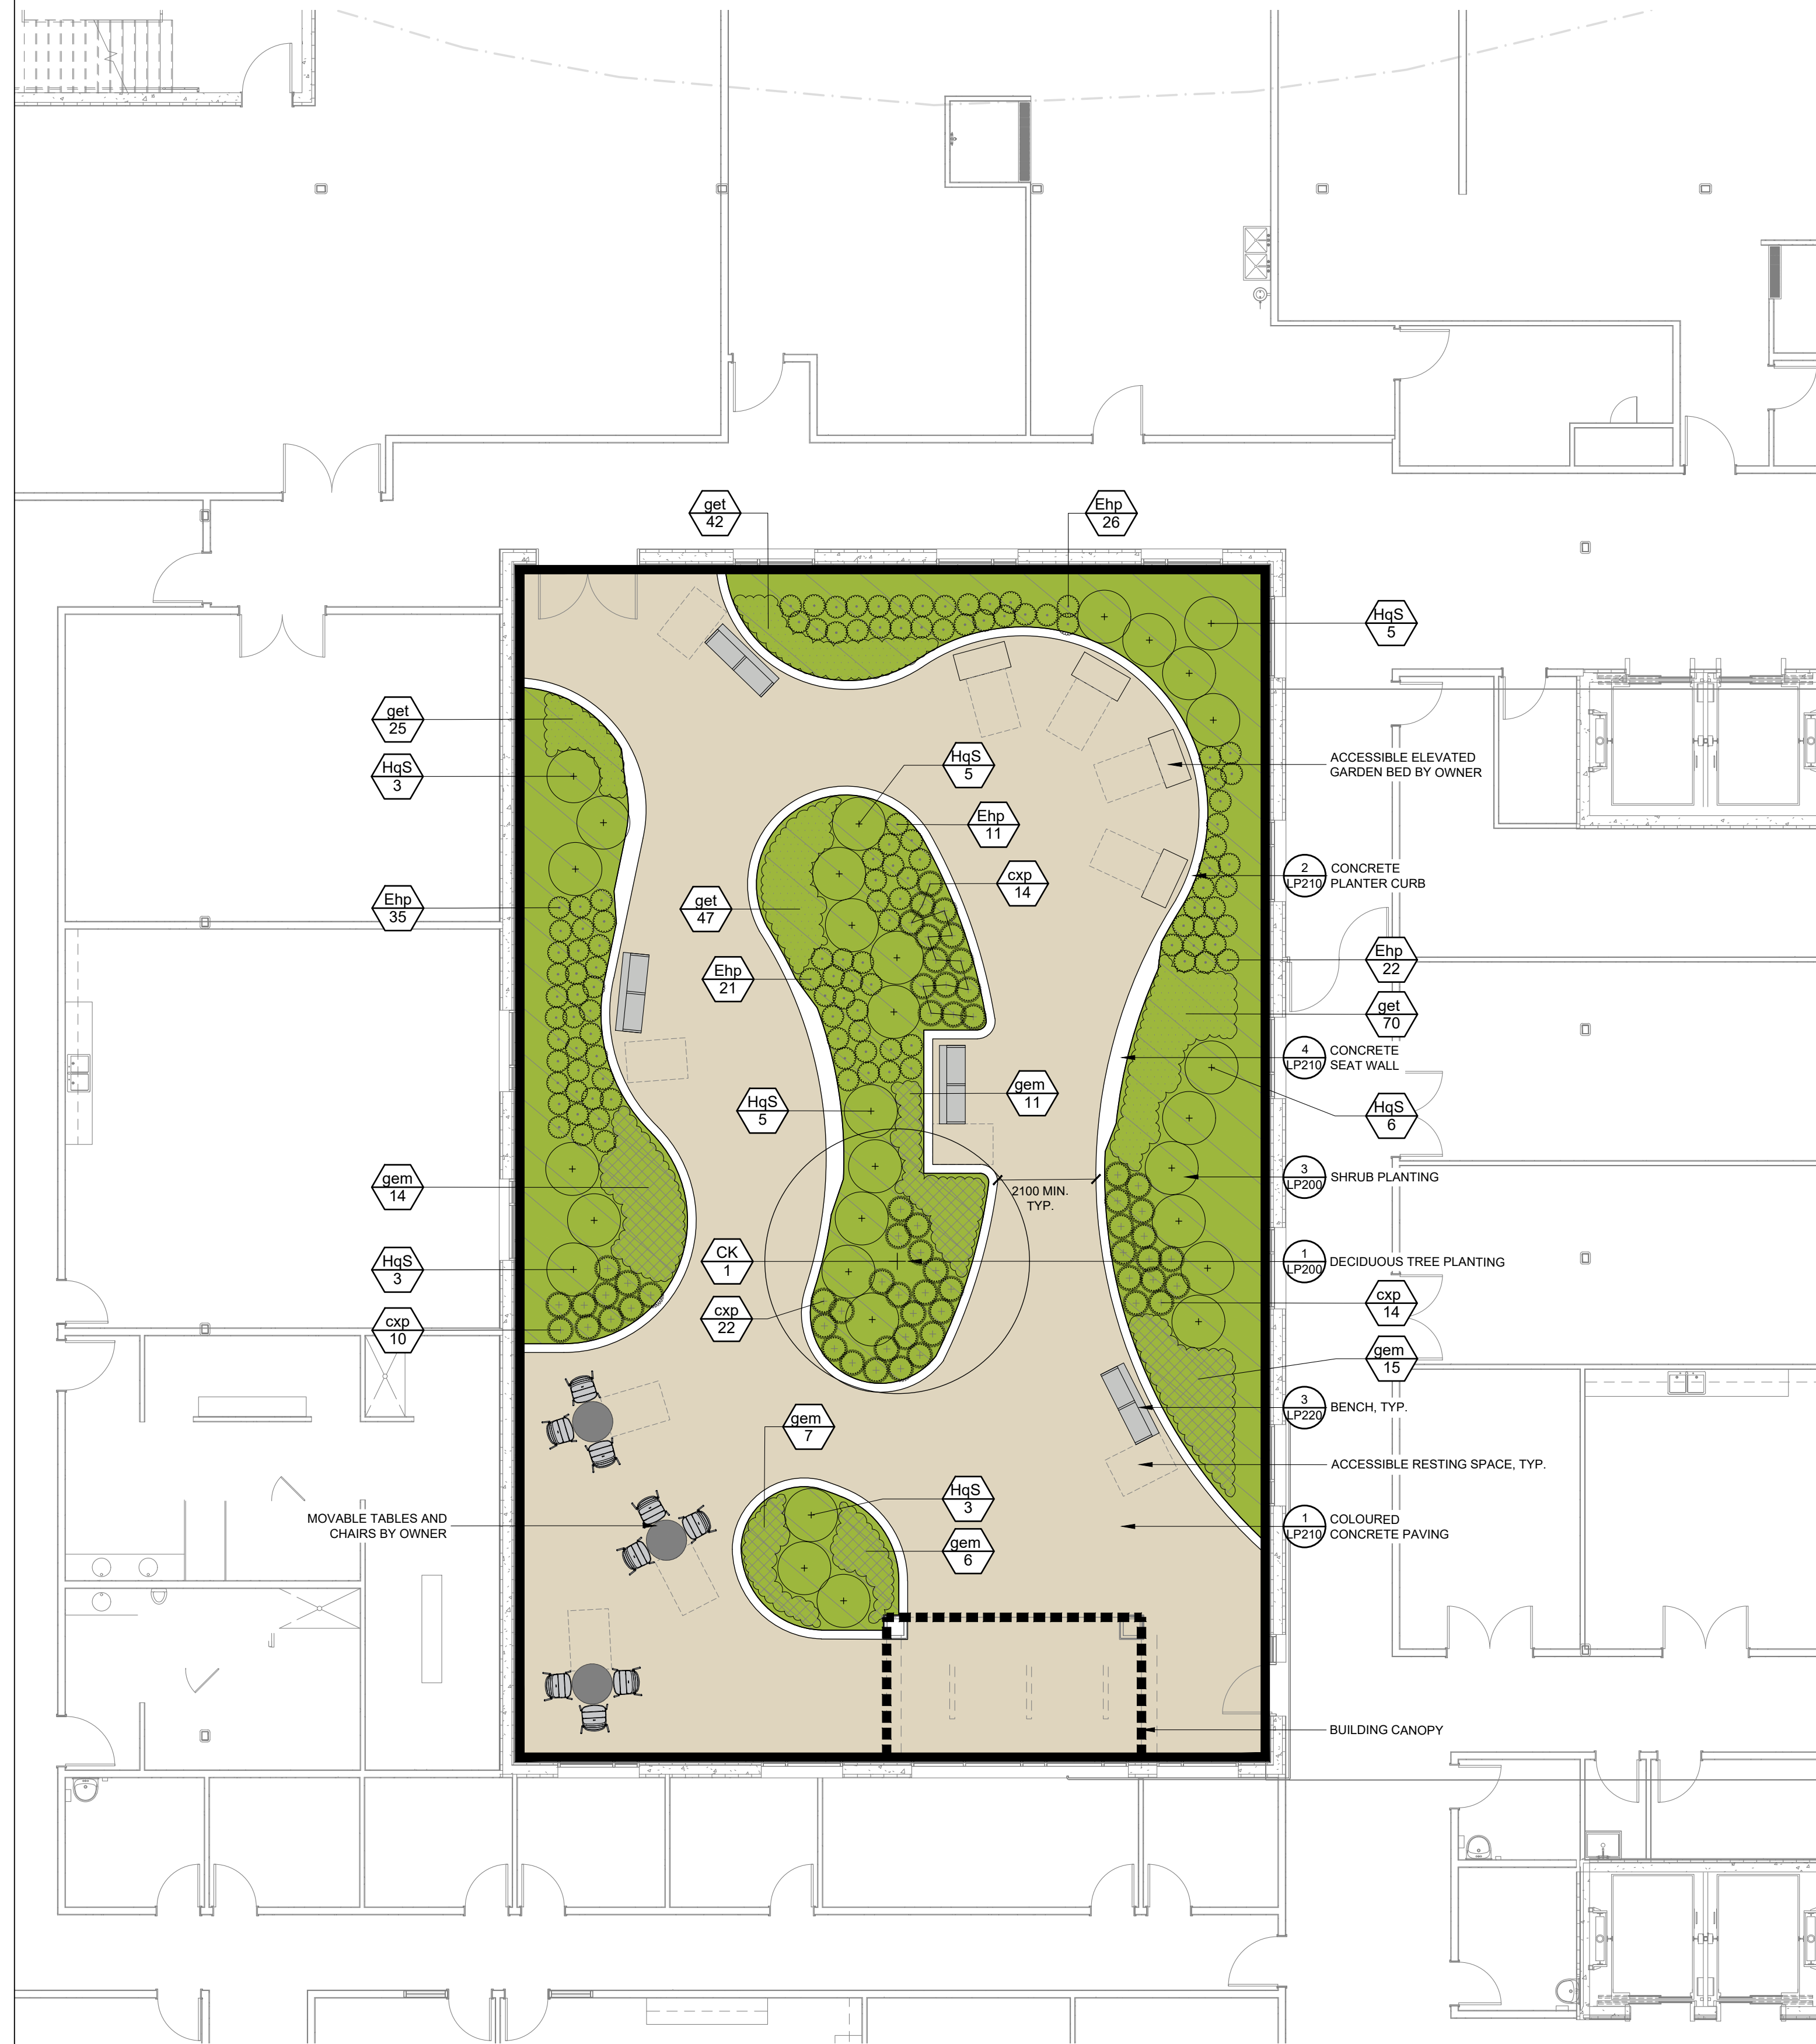 get
42
Ehp
26
HqS
5
get
25
HqS
3
HqS
5
ACCESSIBLE ELEVATED
GARDEN BED BY OWNER
Ehp
11
cxp
14
2
LP210
CONCRETE
PLANTER CURB
Ehp
35
get
47
Ehp
22
Ehp
21
get
70
4
LP210
CONCRETE
SEAT WALL
gem
11
HqS
5
HqS
6
gem
14
3
LP200
SHRUB PLANTING
2100 MIN.
TYP.
HqS
3
CK
1
1
LP200
DECIDUOUS TREE PLANTING
cxp
10
cxp
22
cxp
14
gem
15
3
LP220
BENCH, TYP.
gem
7
ACCESSIBLE RESTING SPACE, TYP.
HqS
3
MOVABLE TABLES AND
CHAIRS BY OWNER
1
LP210
COLOURED
CONCRETE PAVING
gem
6
BUILDING CANOPY